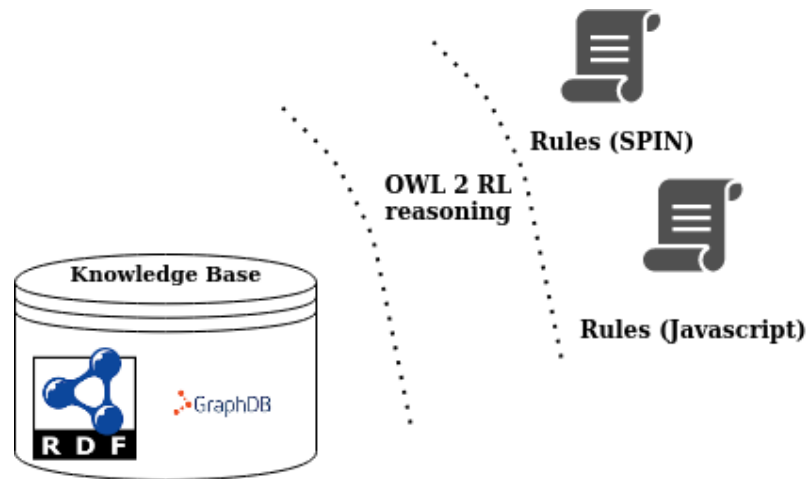 Rules (SPIN)
OWL 2 RL
reasoning
Knowledge Base
Rules (Javascript)
GraphDB
R D F